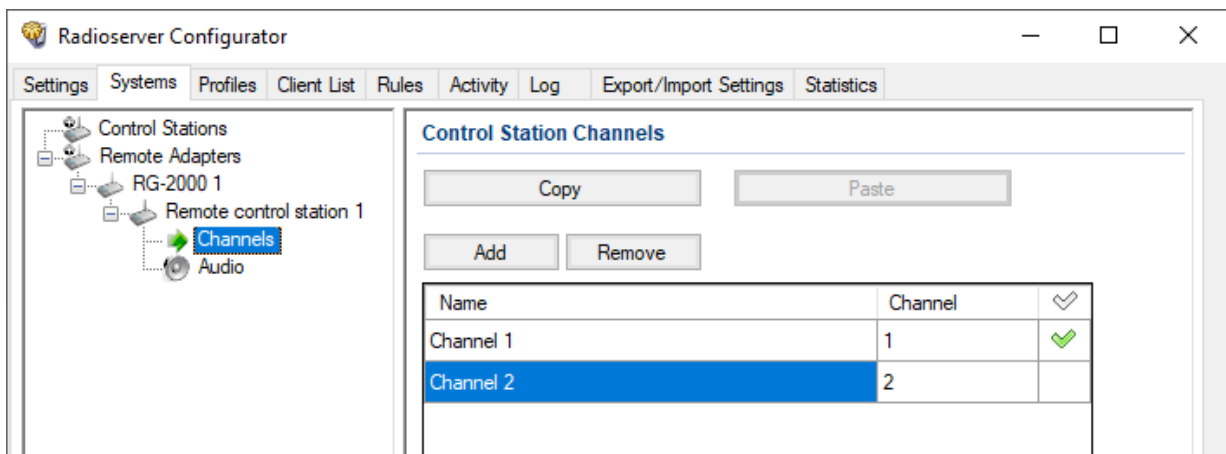 Radioserver Configurator
Settings Systems Profiles Client List Rules Activity Log Export/Import Settings Statistics
Control Stations
Remote Adapters
RG-2000 1
Remote control station 1
Channels
Audio
Control Station Channels
Copy Paste
Add Remove
Name Channel
Channel 1 1
Channel 2 2